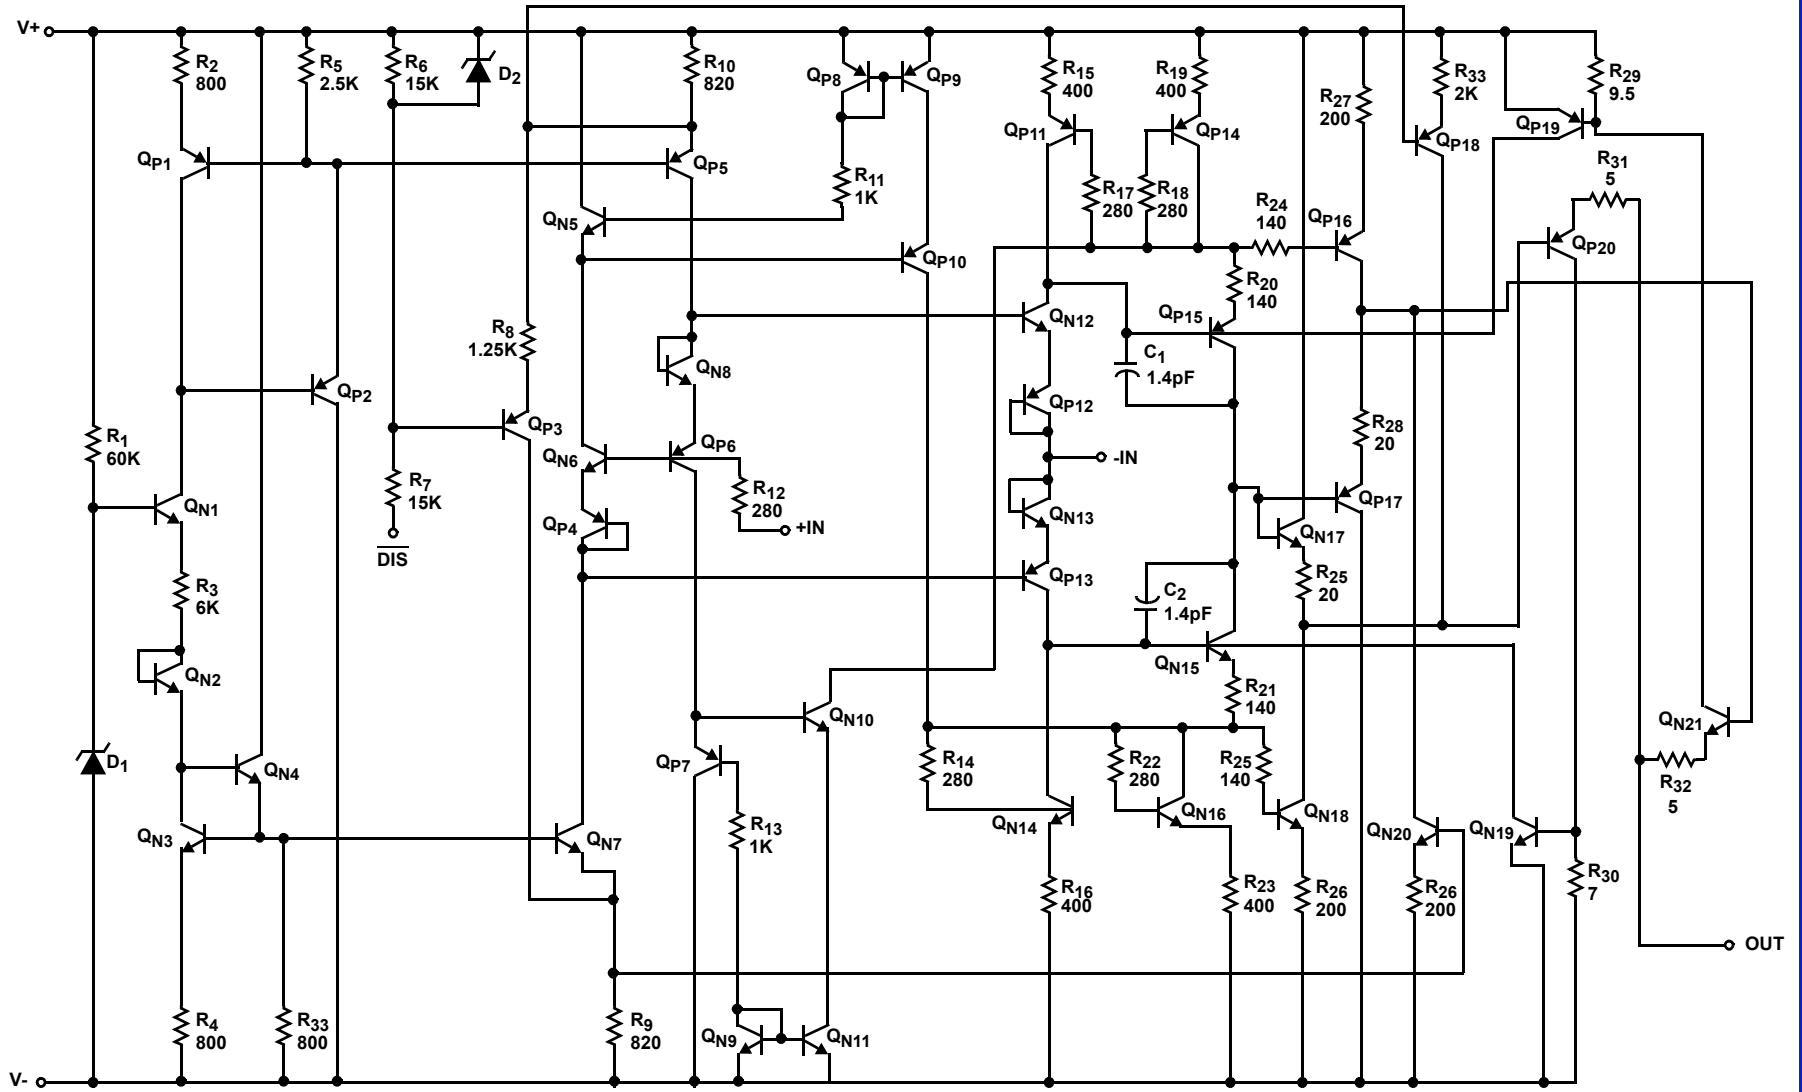 V+
R2
800
R5
2.5K
R6
15K
D2
R10
820
QP8
QP9
R15
400
R19
400
R27
200
R33
2K
R29
9.5
QP1
QP5
QP11
QP14
QP18
QP19
R11
1K
R17
280
R18
280
R31
5
QN5
R24
140
QP16
QP20
QP10
R20
140
R8
1.25K
QN12
QP15
QN8
C1
1.4pF
QP2
QP12
R28
20
QP3
R1
60K
QN6
QP6
-IN
R7
15K
R12
280
QP17
QN1
QP4
+IN
QN13
QN17
DIS
R3
6K
QP13
R25
20
C2
1.4pF
QN2
QN15
R21
140
QN10
QN21
D1
QN4
QP7
R14
280
R22
280
R25
140
R32
5
QN3
QN7
R13
1K
QN14
QN16
QN18
QN20
QN19
R16
400
R23
400
R26
200
R26
200
R30
7
OUT
R4
800
R33
800
R9
820
QN9
QN11
V-